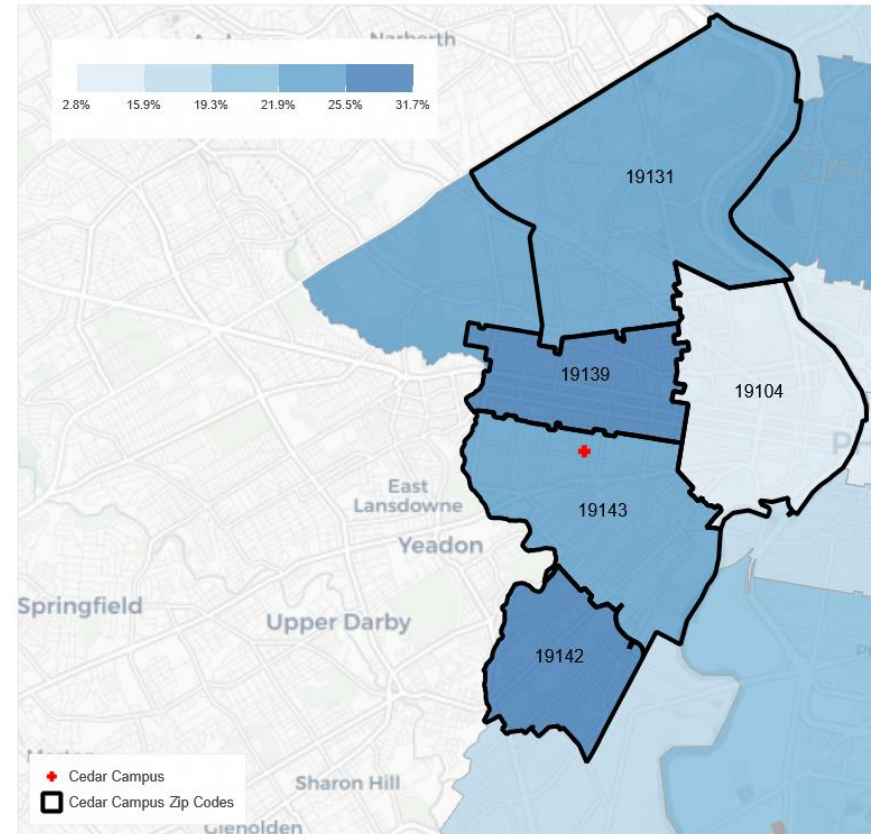 Narberth
2.8% 15.9% 19.3% 21.9% 25.5% 31.7%
19131
19139
19104
East
Lansdowne
19143
Yeadon
Springfield
Upper Darby
19142
Cedar Campus
Sharon Hill
Cedar Campus Zip Codes
Glenolden